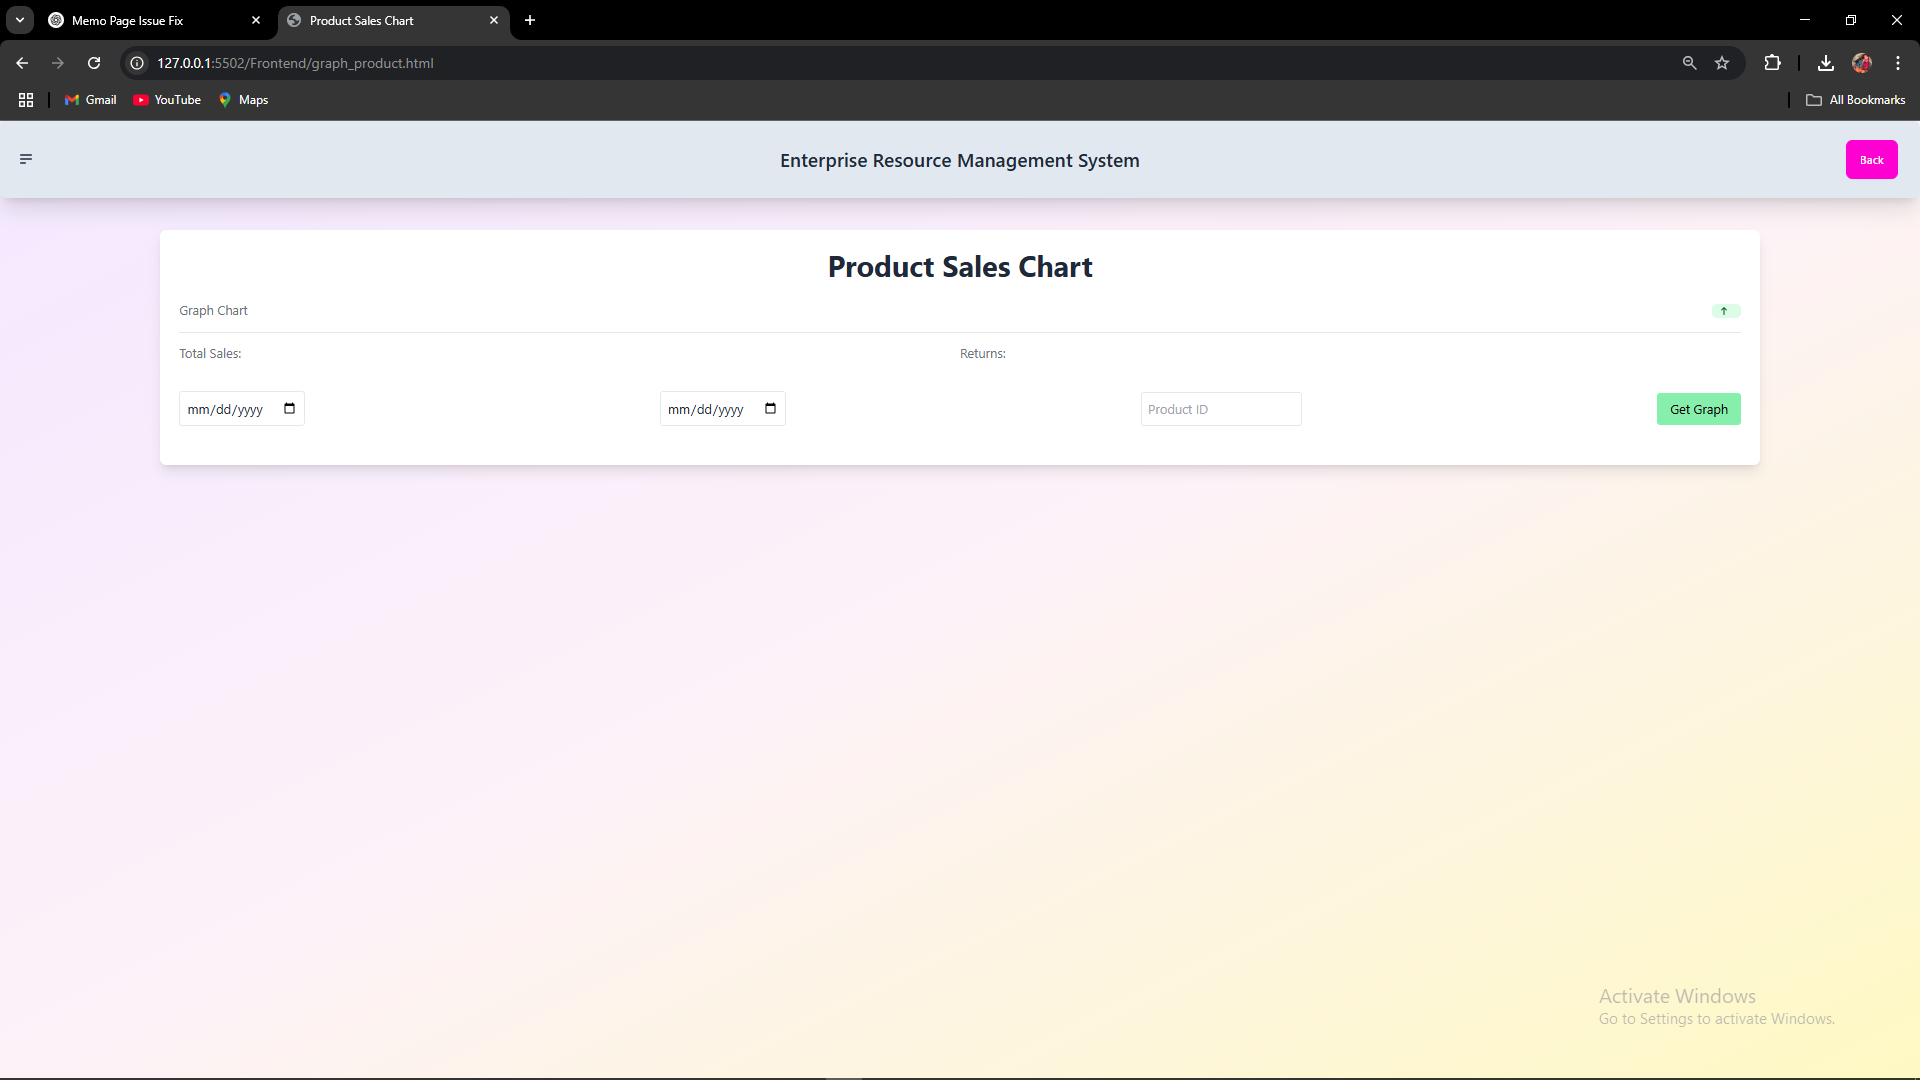 Memo Page Issue Fix
Product Sales Chart
127.0.0.1:5502/Frontend/graph_product.html
Gmail
YouTube
Maps
All Bookmarks
Enterprise Resource Management System
Back
Product Sales Chart
Graph Chart
↑
Total Sales:
Returns:
mm/dd/yyyy
mm/dd/yyyy
Product ID
Get Graph
Activate Windows
Go to Settings to activate Windows.